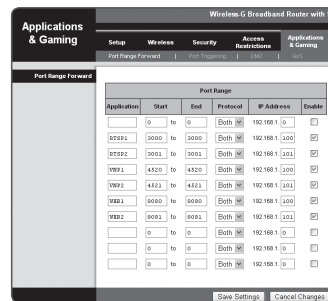 Wireless-G Broadband Router with
Applications & Gaming
Setup Wireless Security Access Restrictions Applications & Gaming
Port Range Forward | Port Triggering | DMZ | QoS
Port Range Forward
Port Range
Application Start End Protocol IP Address Enable
0 to 0 Both 192.168.1. 0
RTSP1 3000 to 3000 Both 192.168.1. 100
RTSP2 3001 to 3001 Both 192.168.1. 101
VNP1 4520 to 4520 Both 192.168.1. 100
VNP2 4521 to 4521 Both 192.168.1. 101
WEB1 8080 to 8080 Both 192.168.1. 100
WEB2 8081 to 8081 Both 192.168.1. 101
0 to 0 Both 192.168.1. 0
0 to 0 Both 192.168.1. 0
0 to 0 Both 192.168.1. 0
Save Settings Cancel Changes